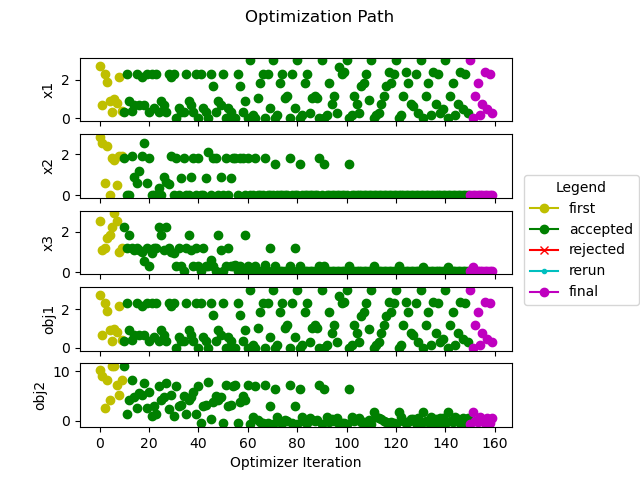 Optimization Path
x1
2
0
x2
2
0
x3
2
0
obj1
2
0
obj2
10
0
0 20 40 60 80 100 120 140 160
Optimizer Iteration
Legend
first
accepted
rejected
rerun
final